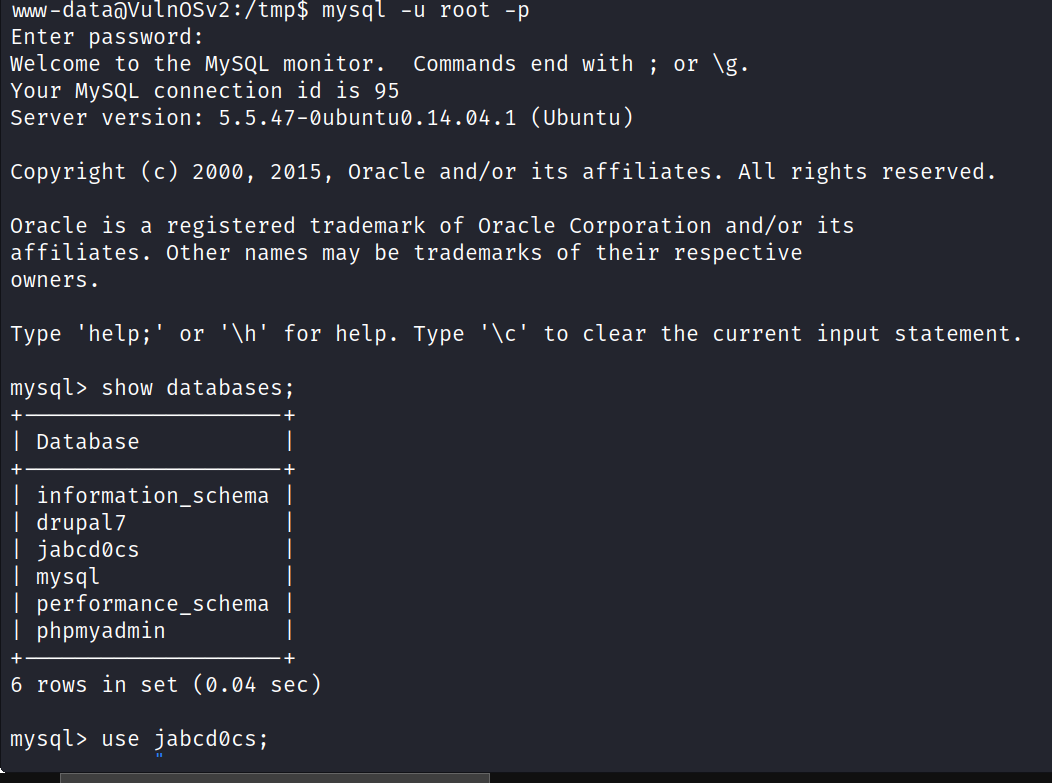 www-data@VulnOSv2:/tmp$ mysql -u root -p
Enter password:
Welcome to the MySQL monitor.  Commands end with ; or \g.
Your MySQL connection id is 95
Server version: 5.5.47-0ubuntu0.14.04.1 (Ubuntu)

Copyright (c) 2000, 2015, Oracle and/or its affiliates. All rights reserved.

Oracle is a registered trademark of Oracle Corporation and/or its
affiliates. Other names may be trademarks of their respective
owners.

Type 'help;' or '\h' for help. Type '\c' to clear the current input statement.

mysql> show databases;
+--------------------+
| Database           |
+--------------------+
| information_schema |
| drupal7            |
| jabcd0cs           |
| mysql              |
| performance_schema |
| phpmyadmin         |
+--------------------+
6 rows in set (0.04 sec)

mysql> use jabcd0cs;